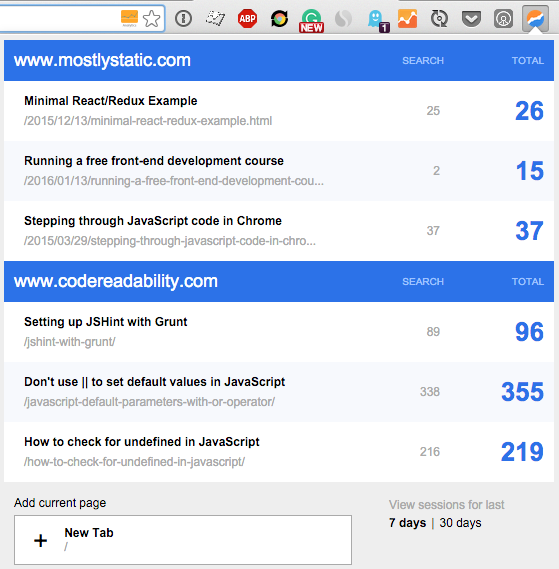 Analytics
ABP
NEW
1
www.mostlystatic.com SEARCH TOTAL
Minimal React/Redux Example
/2015/12/13/minimal-react-redux-example.html
25 26
Running a free front-end development course
/2016/01/13/running-a-free-front-end-development-cou...
2 15
Stepping through JavaScript code in Chrome
/2015/03/29/stepping-through-javascript-code-in-chro...
37 37
www.codereadability.com SEARCH TOTAL
Setting up JSHint with Grunt
/jshint-with-grunt/
89 96
Don't use || to set default values in JavaScript
/javascript-default-parameters-with-or-operator/
338 355
How to check for undefined in JavaScript
/how-to-check-for-undefined-in-javascript/
216 219
Add current page
+ New Tab
/
View sessions for last
7 days | 30 days